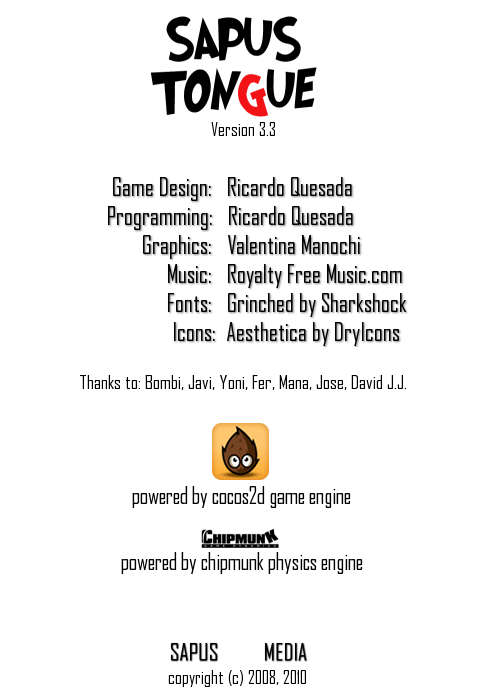 SAPUS
TONGUE
Version 3.3
Game Design: Ricardo Quesada
Programming: Ricardo Quesada
Graphics: Valentina Manochi
Music: Royalty Free Music.com
Fonts: Grinched by Sharkshock
Icons: Aesthetica by DryIcons
Thanks to: Bombi, Javi, Yoni, Fer, Mana, Jose, David J.J.
powered by cocos2d game engine
CHIPMUNK
powered by chipmunk physics engine
SAPUS MEDIA
copyright (c) 2008, 2010